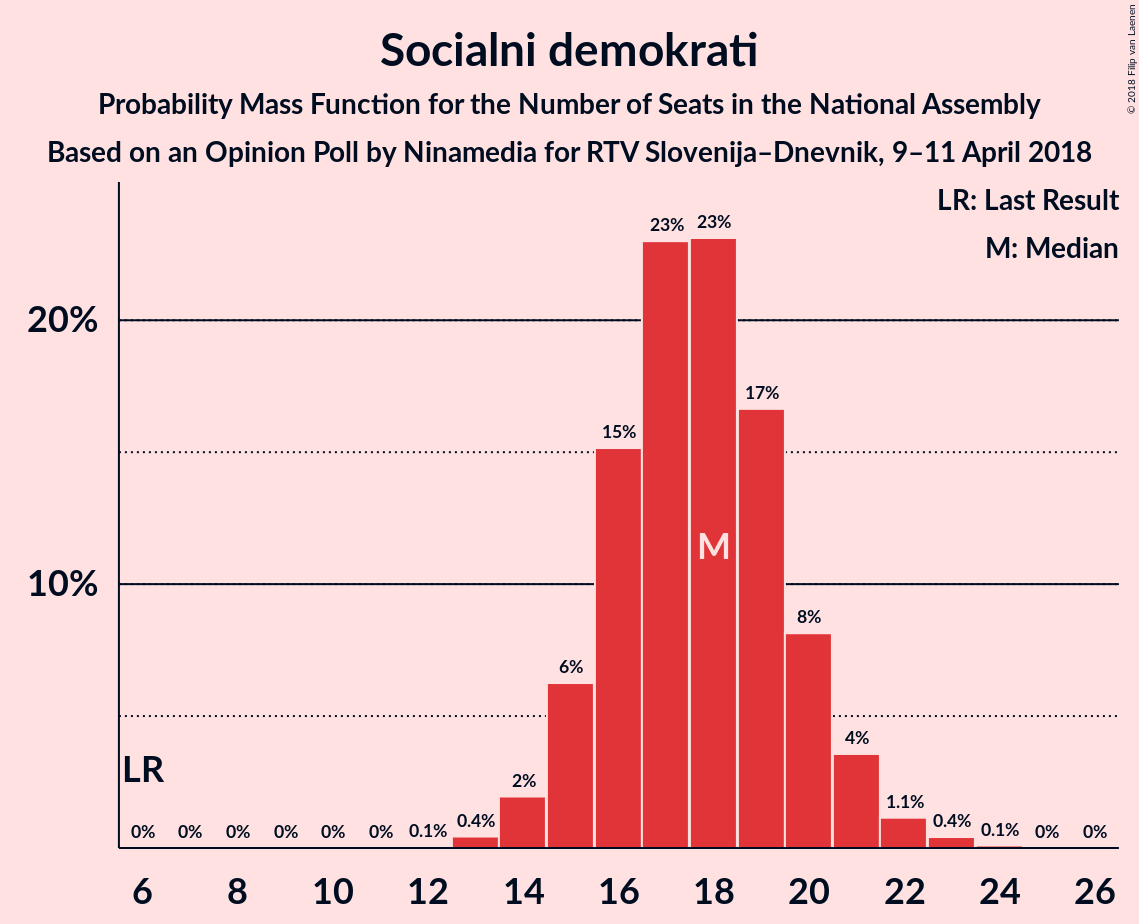 Socialni demokrati
Probability Mass Function for the Number of Seats in the National Assembly
Based on an Opinion Poll by Ninamedia for RTV Slovenija–Dnevnik, 9–11 April 2018
© 2018 Filip van Laenen
LR: Last Result
M: Median
20%
10%
LR
M
0% 0% 0% 0% 0% 0% 0.1% 0.4% 2% 6% 15% 23% 23% 17% 8% 4% 1.1% 0.4% 0.1% 0% 0%
6 8 10 12 14 16 18 20 22 24 26